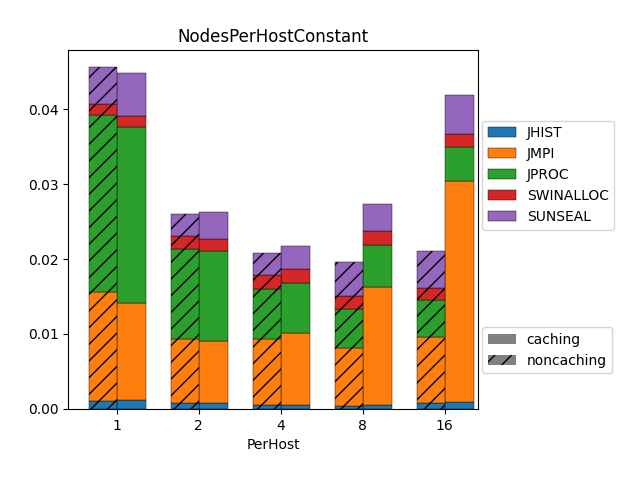 NodesPerHostConstant
0.04
0.03
0.02
0.01
0.00
1 2 4 8 16
PerHost
JHIST
JMPI
JPROC
SWINALLOC
SUNSEAL
caching
noncaching